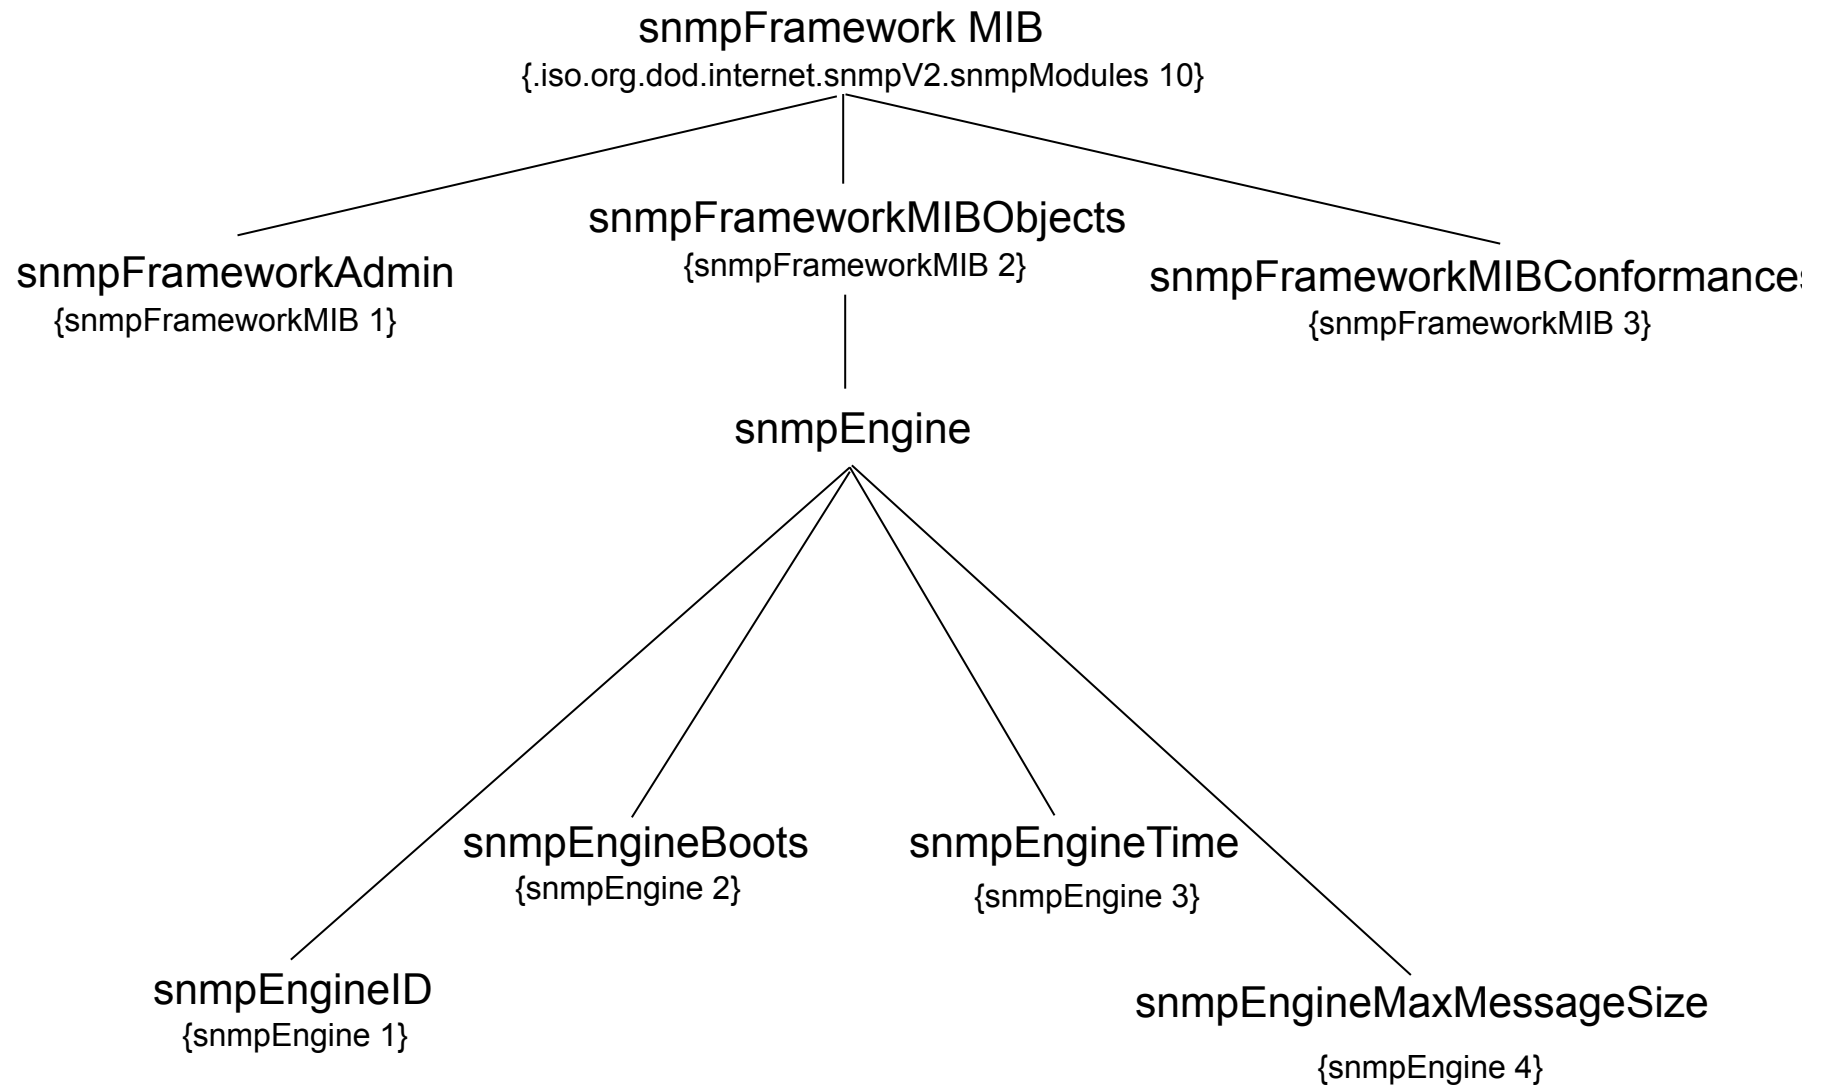 snmpFramework MIB
{.iso.org.dod.internet.snmpV2.snmpModules 10}
snmpFrameworkMIBObjects
{snmpFrameworkMIB 2}
snmpFrameworkAdmin
{snmpFrameworkMIB 1}
snmpFrameworkMIBConformances
{snmpFrameworkMIB 3}
snmpEngine
snmpEngineBoots
{snmpEngine 2}
snmpEngineTime
{snmpEngine 3}
snmpEngineID
{snmpEngine 1}
snmpEngineMaxMessageSize
{snmpEngine 4}